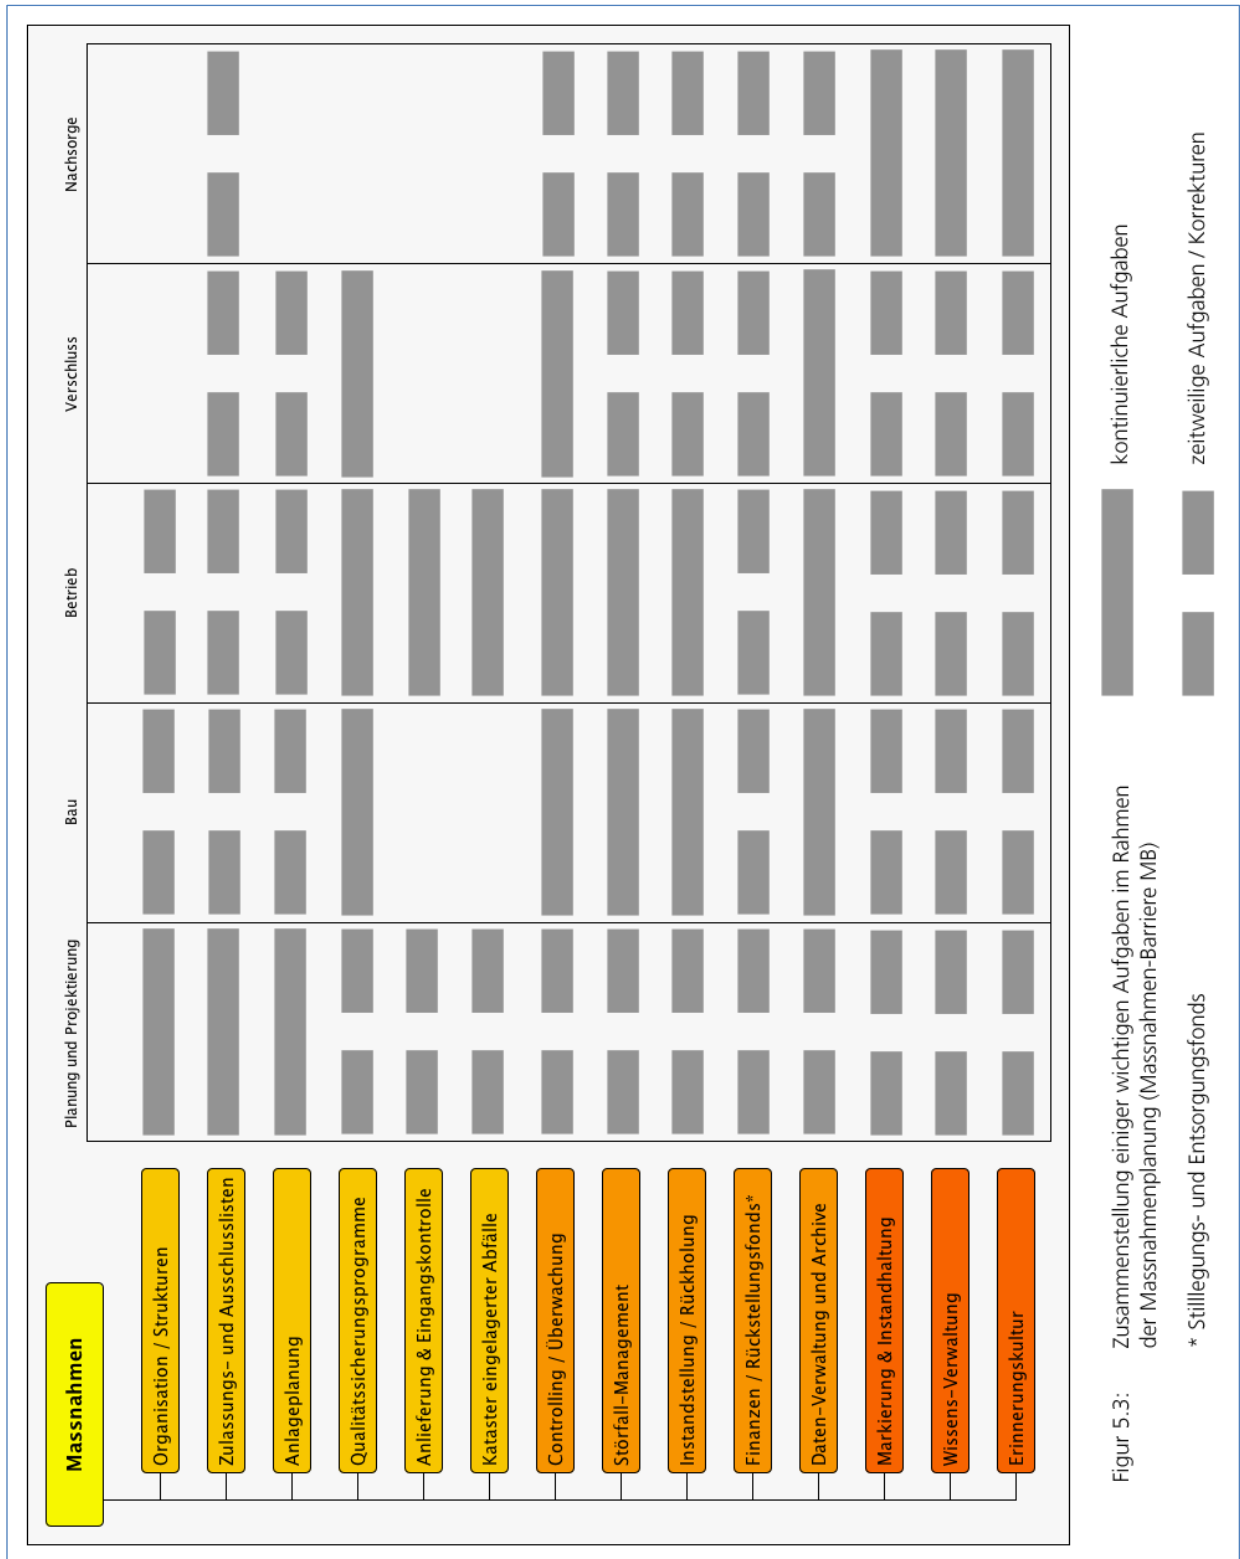 Massnahmen
Planung und Projektierung
Bau
Betrieb
Verschluss
Nachsorge
Organisation / Strukturen
Zulassungs- und Ausschlusslisten
Anlageplanung
Qualitätssicherungsprogramme
Anlieferung & Eingangskontrolle
Kataster eingelagerter Abfälle
Controlling / Überwachung
Störfall-Management
Instandstellung / Rückholung
Finanzen / Rückstellungsfonds*
Daten-Verwaltung und Archive
Markierung & Instandhaltung
Wissens-Verwaltung
Erinnerungskultur
Figur 5.3: Zusammenstellung einiger wichtigen Aufgaben im Rahmen
der Massnahmenplanung (Massnahmen-Barriere MB)
* Stilllegungs- und Entsorgungsfonds
kontinuierliche Aufgaben
zeitweilige Aufgaben / Korrekturen